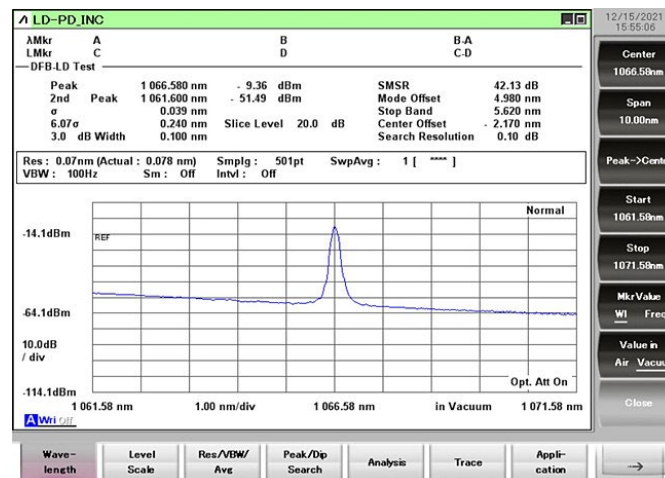 LD-PD_INC
12/15/2021
15:55:06
λMkr A B B-A
LMkr C D C-D
DFB-LD Test
Peak 1 066.580 nm - 9.36 dBm SMSR 42.13 dB
2nd Peak 1 061.600 nm - 51.49 dBm Mode Offset 4.980 nm
σ 0.039 nm Stop Band 5.620 nm
6.07σ 0.240 nm Slice Level 20.0 dB Center Offset - 2.170 nm
3.0 dB Width 0.100 nm Search Resolution 0.10 dB
Res : 0.07nm (Actual : 0.078 nm) Smplg : 501pt SwpAvg : 1 [ **** ]
VBW : 100Hz Sm : Off Intvl : Off
Normal
-14.1dBm
REF
-64.1dBm
10.0dB
/ div
Opt. Att On
-114.1dBm
1 061.58 nm 1.00 nm/div 1 066.58 nm in Vacuum 1 071.58 nm
A Wri Off
Center
1066.58nm
Span
10.00nm
Peak->Cente
Start
1061.58nm
Stop
1071.58nm
MkrValue
Wl Freq
Value in
Air Vacuu
Close
Wave-
length
Level
Scale
Res/VBW/
Avg
Peak/Dip
Search
Analysis
Trace
Appli-
cation
→